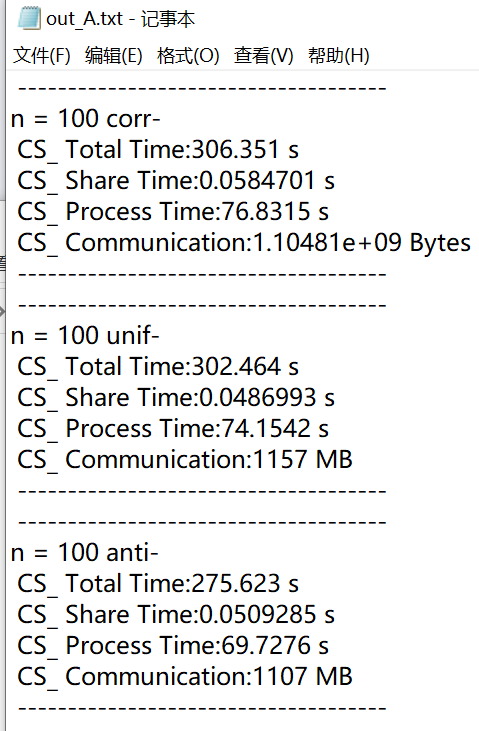 out_A.txt - 记事本
文件(F) 编辑(E) 格式(O) 查看(V) 帮助(H)
-------------------------------------
n = 100 corr-
CS_ Total Time:306.351 s
CS_ Share Time:0.0584701 s
CS_ Process Time:76.8315 s
CS_ Communication:1.10481e+09 Bytes
-------------------------------------
-------------------------------------
n = 100 unif-
CS_ Total Time:302.464 s
CS_ Share Time:0.0486993 s
CS_ Process Time:74.1542 s
CS_ Communication:1157 MB
-------------------------------------
-------------------------------------
n = 100 anti-
CS_ Total Time:275.623 s
CS_ Share Time:0.0509285 s
CS_ Process Time:69.7276 s
CS_ Communication:1107 MB
-------------------------------------